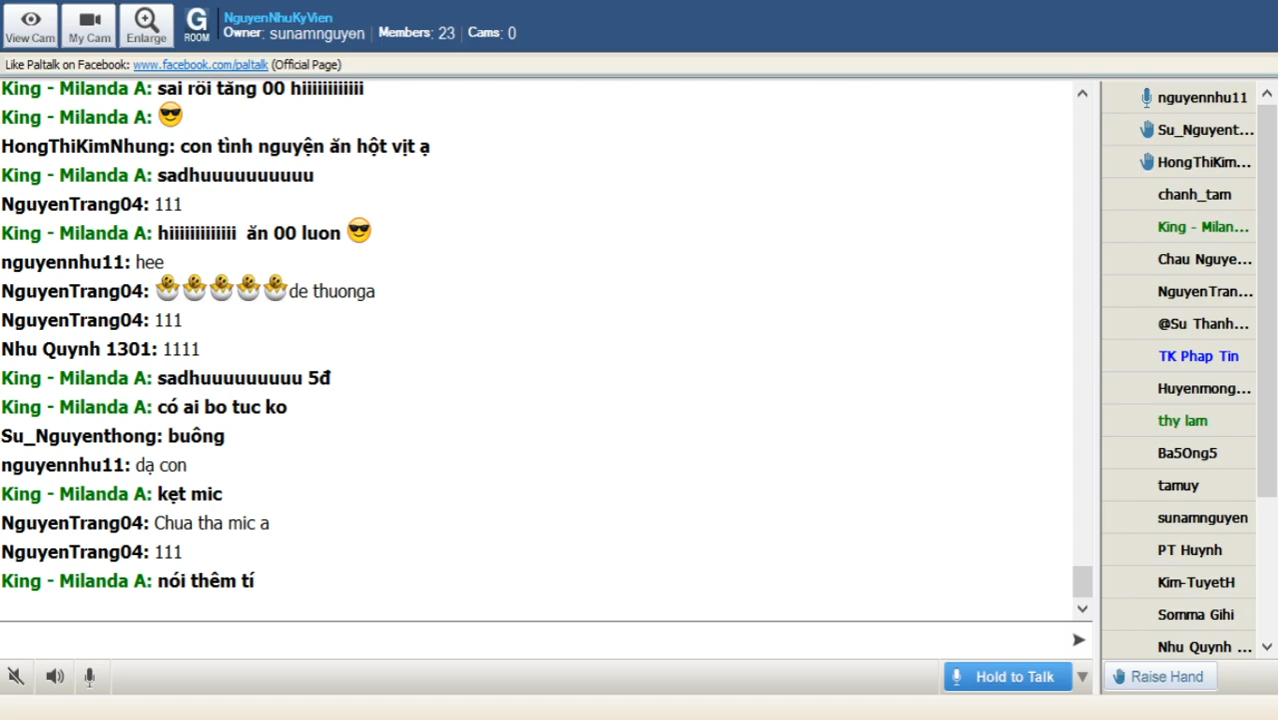 View Cam
My Cam
Enlarge
G
ROOM
NguyenNhuKyVien
Owner: sunamnguyen | Members: 23 | Cams: 0
Like Paltalk on Facebook: www.facebook.com/paltalk (Official Page)
King - Milanda A: sai rồi tăng 00 hiiiiiiiiiiii
King - Milanda A:
HongThiKimNhung: con tình nguyện ăn hột vịt ạ
King - Milanda A: sadhuuuuuuuuuu
NguyenTrang04: 111
King - Milanda A: hiiiiiiiiiiiii ăn 00 luon
nguyennhu11: hee
NguyenTrang04: de thuonga
NguyenTrang04: 111
Nhu Quynh 1301: 1111
King - Milanda A: sadhuuuuuuuuu 5đ
King - Milanda A: có ai bo tuc ko
Su_Nguyenthong: buông
nguyennhu11: dạ con
King - Milanda A: kẹt mic
NguyenTrang04: Chua tha mic a
NguyenTrang04: 111
King - Milanda A: nói thêm tí
Hold to Talk
nguyennhu11
Su_Nguyent...
HongThiKim...
chanh_tam
King - Milan...
Chau Nguye...
NguyenTran...
@Su Thanh...
TK Phap Tin
Huyenmong...
thy lam
Ba5Ong5
tamuy
sunamnguyen
PT Huynh
Kim-TuyetH
Somma Gihi
Nhu Quynh ...
Raise Hand